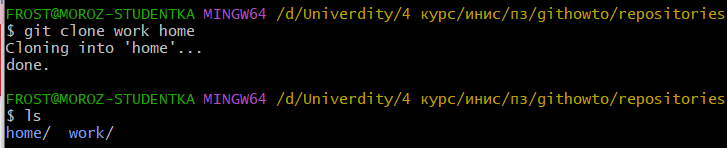 FROST@MOROZ-STUDENTKA MINGW64 /d/Univerdity/4 курс/инис/пз/githowto/repositories
$ git clone work home
Cloning into 'home'...
done.
FROST@MOROZ-STUDENTKA MINGW64 /d/Univerdity/4 курс/инис/пз/githowto/repositories
$ ls
home/  work/